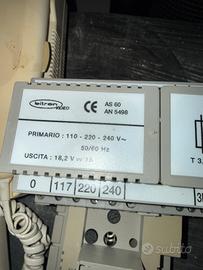 bitron
VIDEO
CE
AS 60
AN 5498
PRIMARIO : 110 - 220 - 240 V~
50/60 Hz
USCITA : 18,2 V
T 3,
0 117 220 240
subito